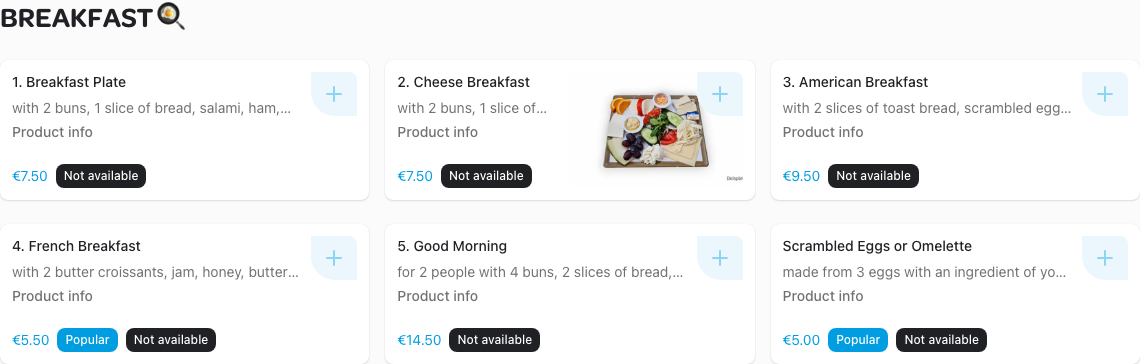 BREAKFAST
1. Breakfast Plate
with 2 buns, 1 slice of bread, salami, ham,...
Product info
€7.50 Not available
2. Cheese Breakfast
with 2 buns, 1 slice of...
Product info
€7.50 Not available
Beispiel
3. American Breakfast
with 2 slices of toast bread, scrambled egg...
Product info
€9.50 Not available
4. French Breakfast
with 2 butter croissants, jam, honey, butter...
Product info
€5.50 Popular Not available
5. Good Morning
for 2 people with 4 buns, 2 slices of bread,...
Product info
€14.50 Not available
Scrambled Eggs or Omelette
made from 3 eggs with an ingredient of yo...
Product info
€5.00 Popular Not available